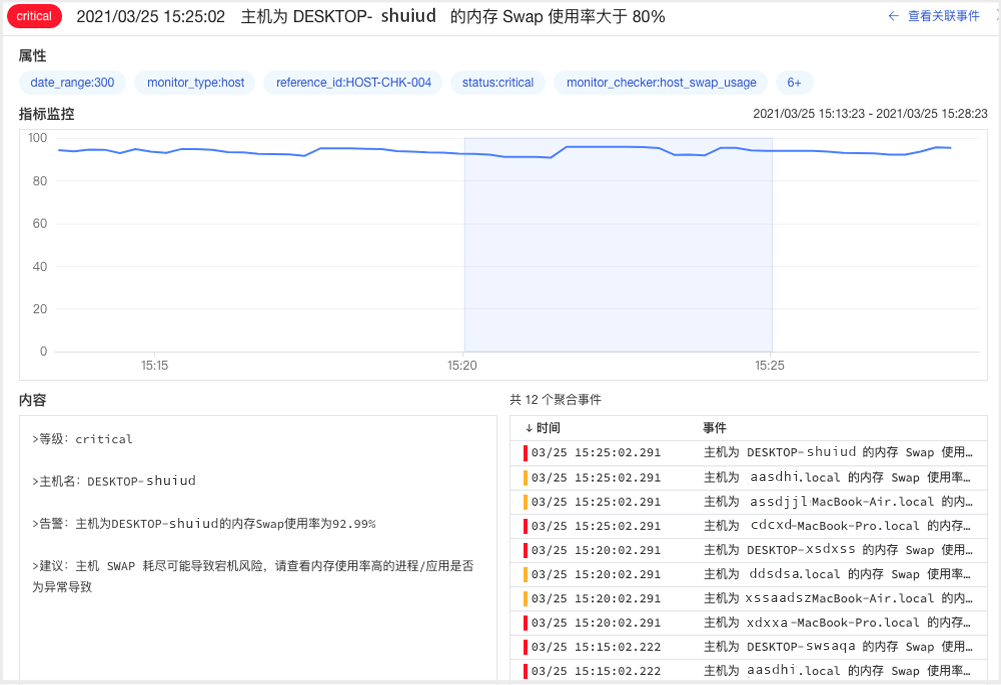 critical 2021/03/25 15:25:02 主机为 DESKTOP- shuiud 的内存 Swap 使用率大于 80% ← 查看关联事件
属性
date_range:300 monitor_type:host reference_id:HOST-CHK-004 status:critical monitor_checker:host_swap_usage 6+
指标监控 2021/03/25 15:13:23 - 2021/03/25 15:28:23
100
80
60
40
20
0
15:15 15:20 15:25
内容
>等级: critical
>主机名: DESKTOP-shuiud
>告警: 主机为DESKTOP-shuiud的内存Swap使用率为92.99%
>建议: 主机 SWAP 耗尽可能导致宕机风险, 请查看内存使用率高的进程/应用是否
为异常导致
共 12 个聚合事件
↓ 时间 事件
03/25 15:25:02.291 主机为 DESKTOP-shuiud 的内存 Swap 使用…
03/25 15:25:02.291 主机为 aasdhi.local 的内存 Swap 使用率…
03/25 15:25:02.291 主机为 assdjjl MacBook-Air.local 的内…
03/25 15:25:02.291 主机为 cdcxd-MacBook-Pro.local 的内存…
03/25 15:20:02.291 主机为 DESKTOP-xsdxss 的内存 Swap 使用…
03/25 15:20:02.291 主机为 ddsdsa.local 的内存 Swap 使用率…
03/25 15:20:02.291 主机为 xssaadszMacBook-Air.local 的内…
03/25 15:20:02.291 主机为 xdxxa-MacBook-Pro.local 的内存…
03/25 15:15:02.222 主机为 DESKTOP-swsaqa 的内存 Swap 使用…
03/25 15:15:02.222 主机为 aasdhi.local 的内存 Swap 使用率…